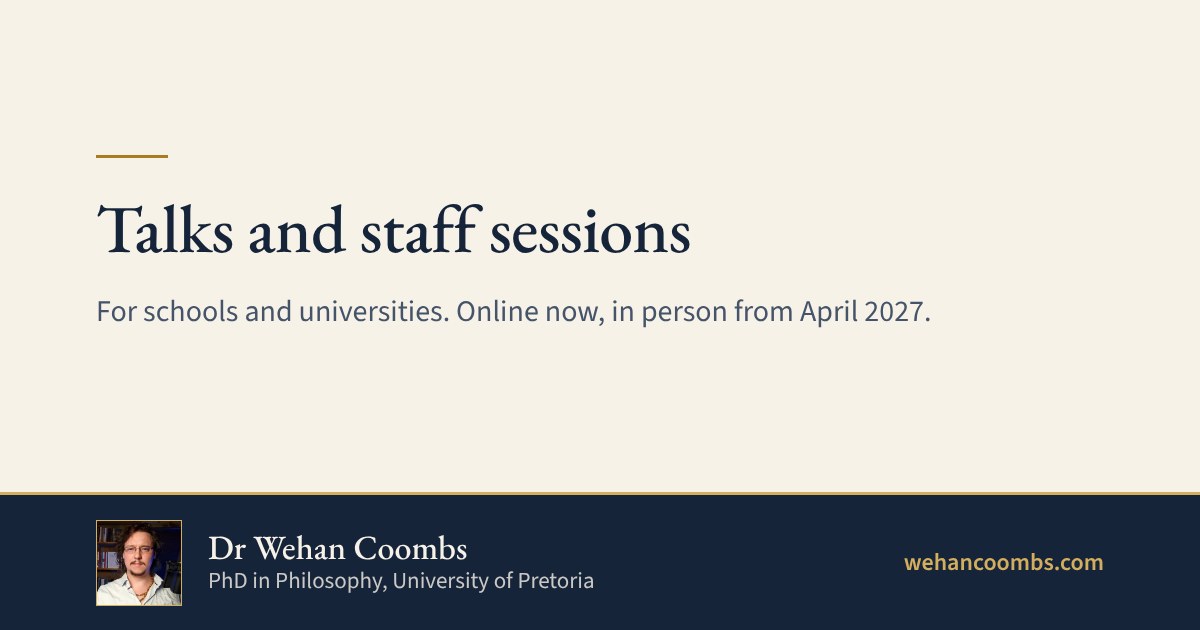 Talks and staff sessions
For schools and universities. Online now, in person from April 2027.
Dr Wehan Coombs
PhD in Philosophy, University of Pretoria
wehancoombs.com